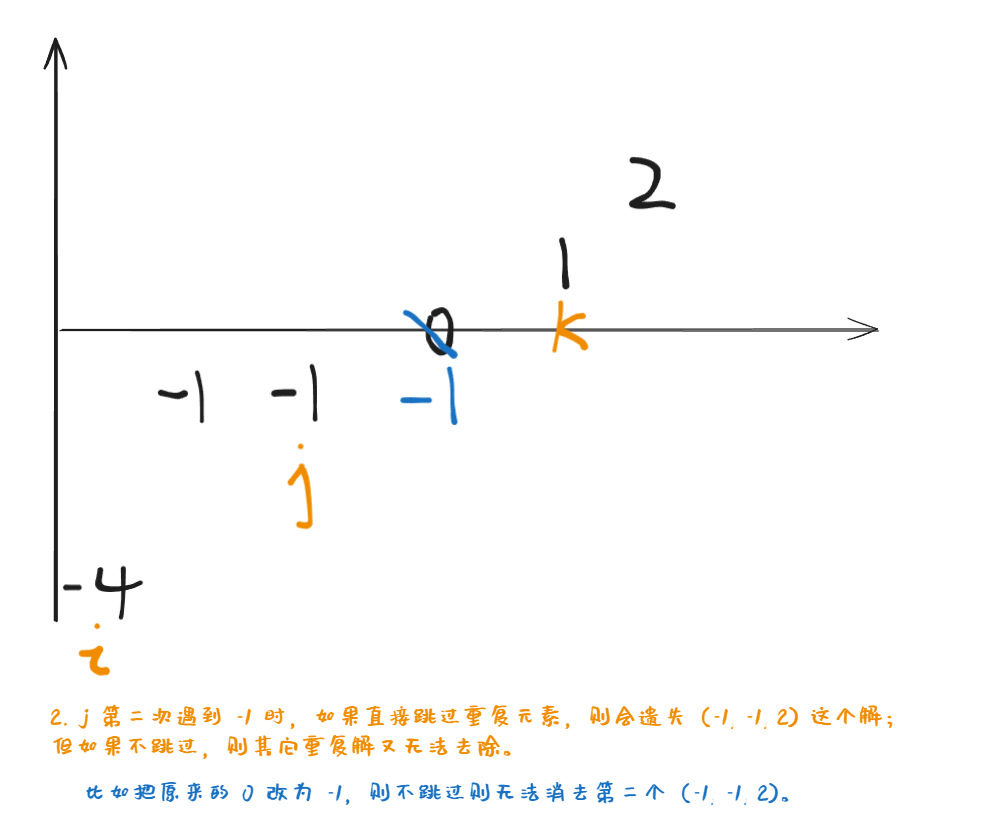 2
1
0
k
-1 -1 -1
j
-4
i
2. j 第二次遇到 -1 时，如果直接跳过重复元素，则会遗失 (-1, -1, 2) 这个解；
但如果不跳过，则其它重复解又无法去除。
比如把原来的 0 改为 -1，则不跳过则无法消去第二个 (-1, -1, 2)。